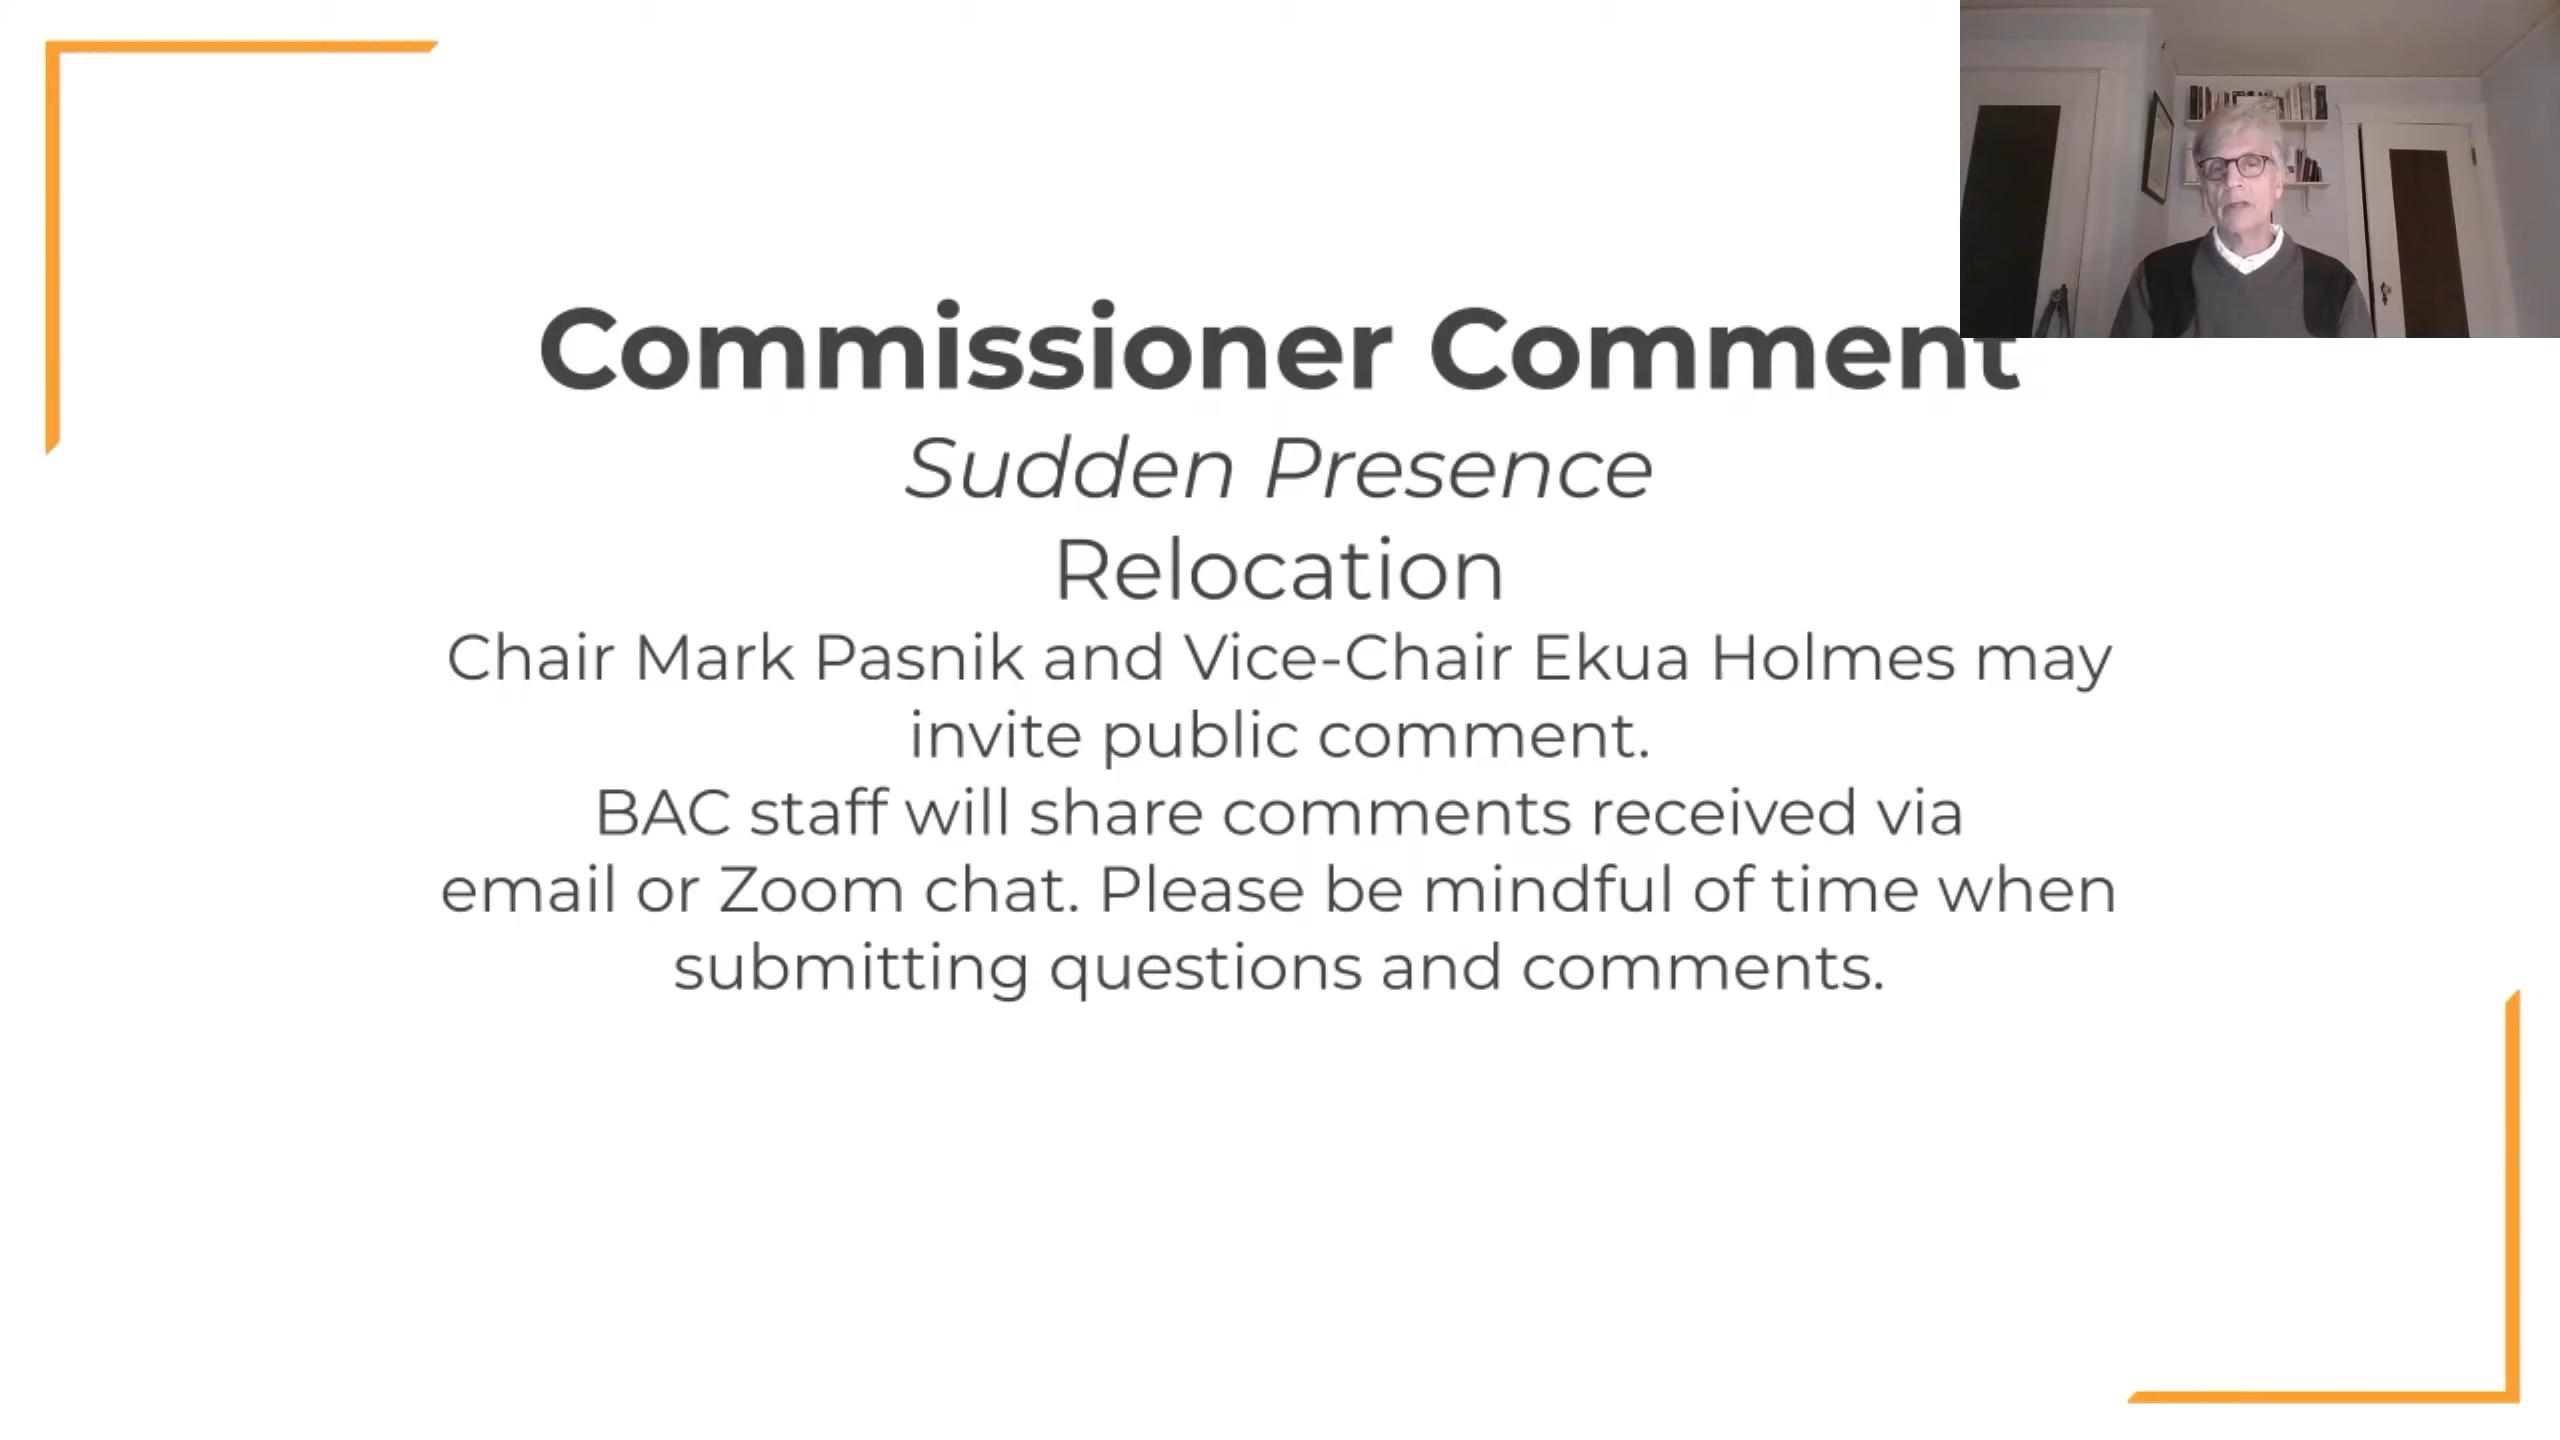 Commissioner Comment
Sudden Presence
Relocation
Chair Mark Pasnik and Vice-Chair Ekua Holmes may
invite public comment.
BAC staff will share comments received via
email or Zoom chat. Please be mindful of time when
submitting questions and comments.